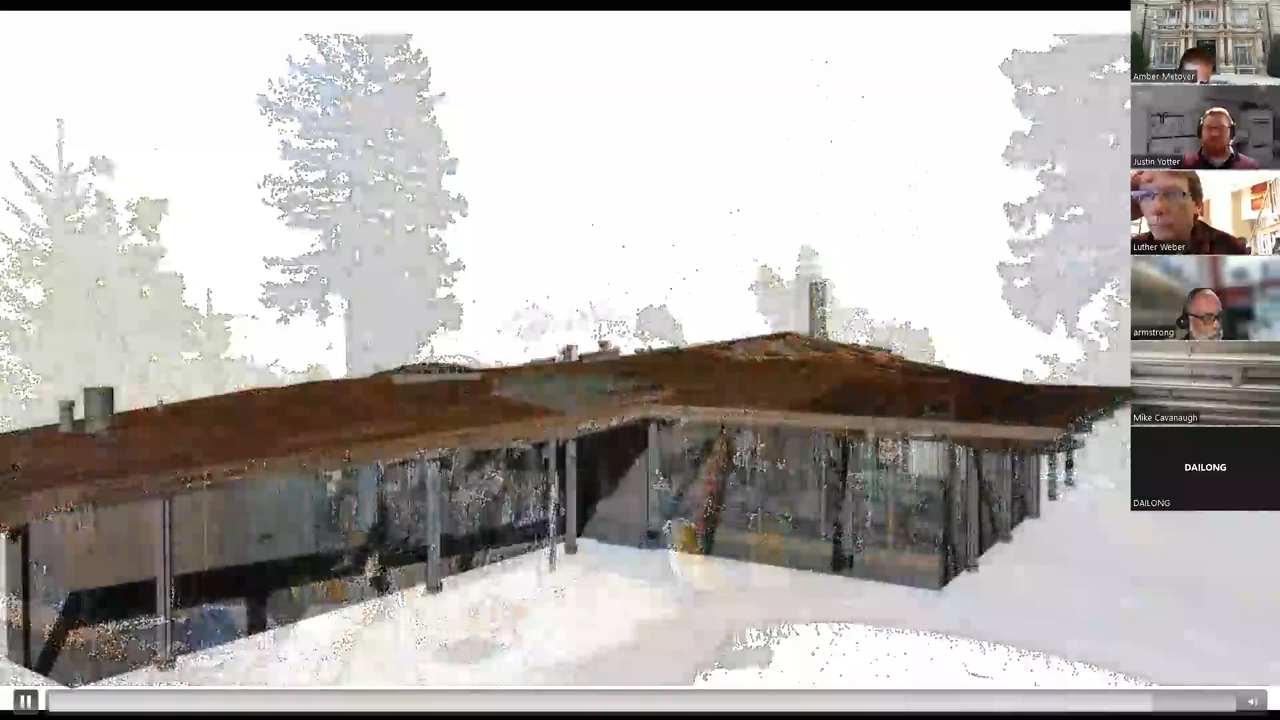 Amber Metoyer
Justin Yotter
Luther Weber
armstrong
Mike Cavanaugh
DAILONG
DAILONG